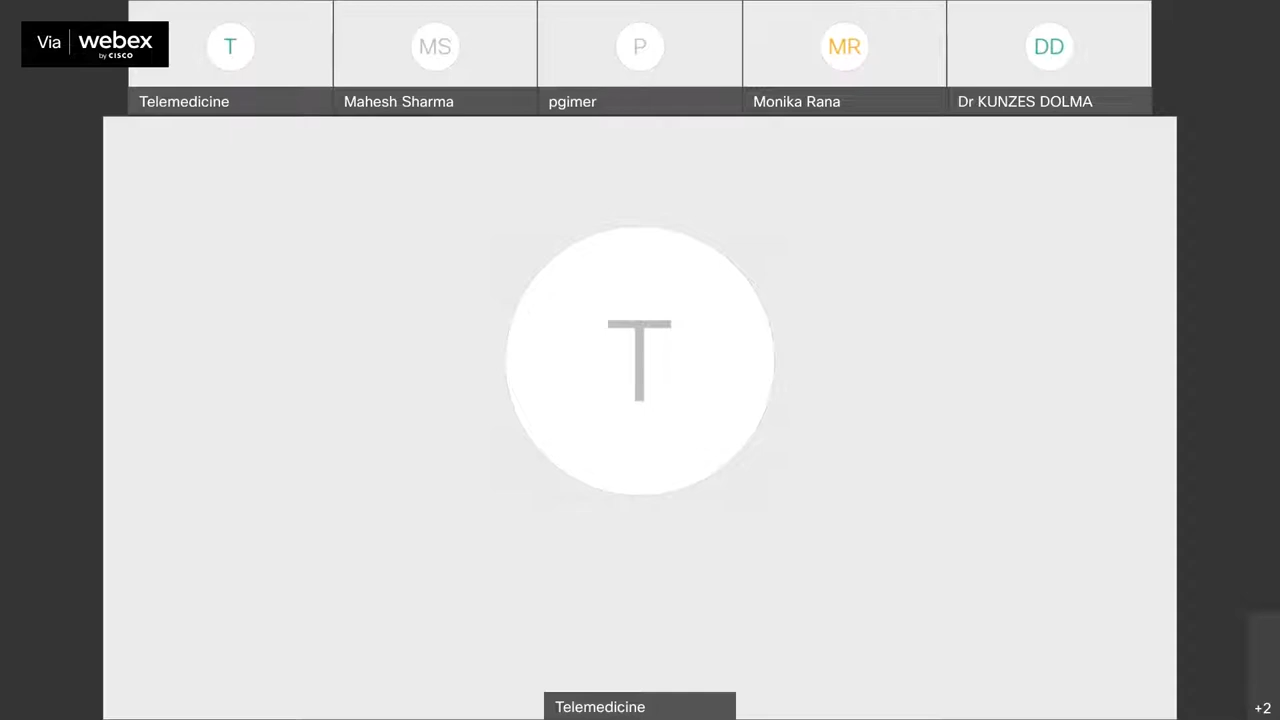 Via webex
by CISCO
T
MS
P
MR
DD
Telemedicine
Mahesh Sharma
pgimer
Monika Rana
Dr KUNZES DOLMA
T
Telemedicine
+2